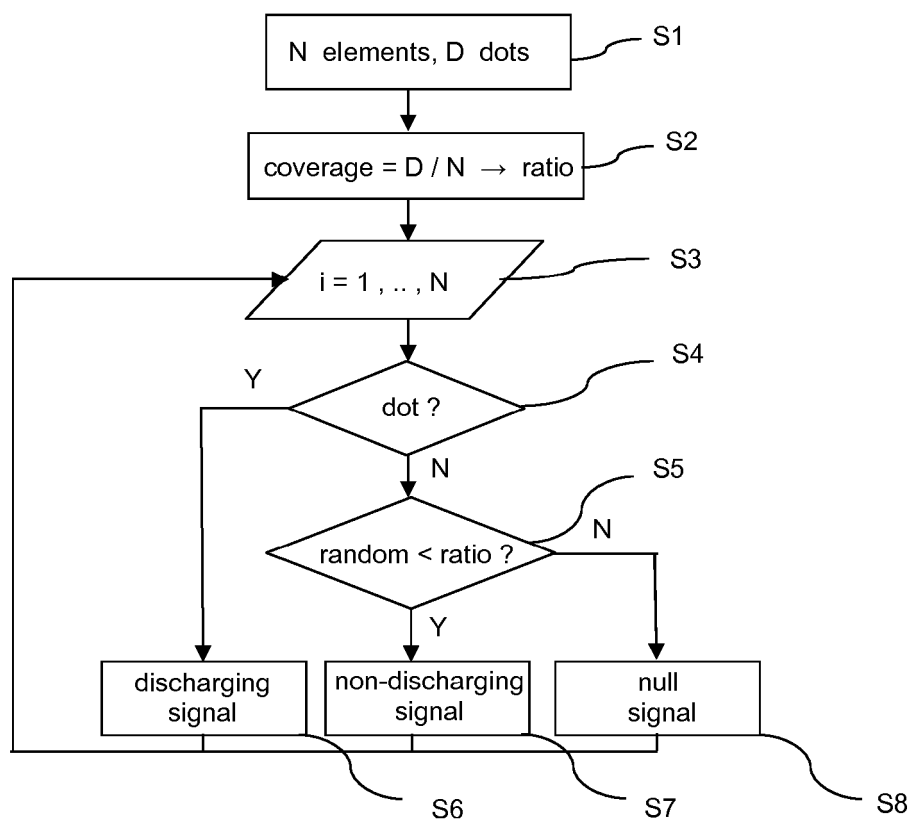 N elements, D dots
S1
coverage = D / N → ratio
S2
i = 1 , .. , N
S3
dot ?
S4
Y
N
random < ratio ?
S5
N
Y
discharging
signal
non-discharging
signal
null
signal
S6
S7
S8